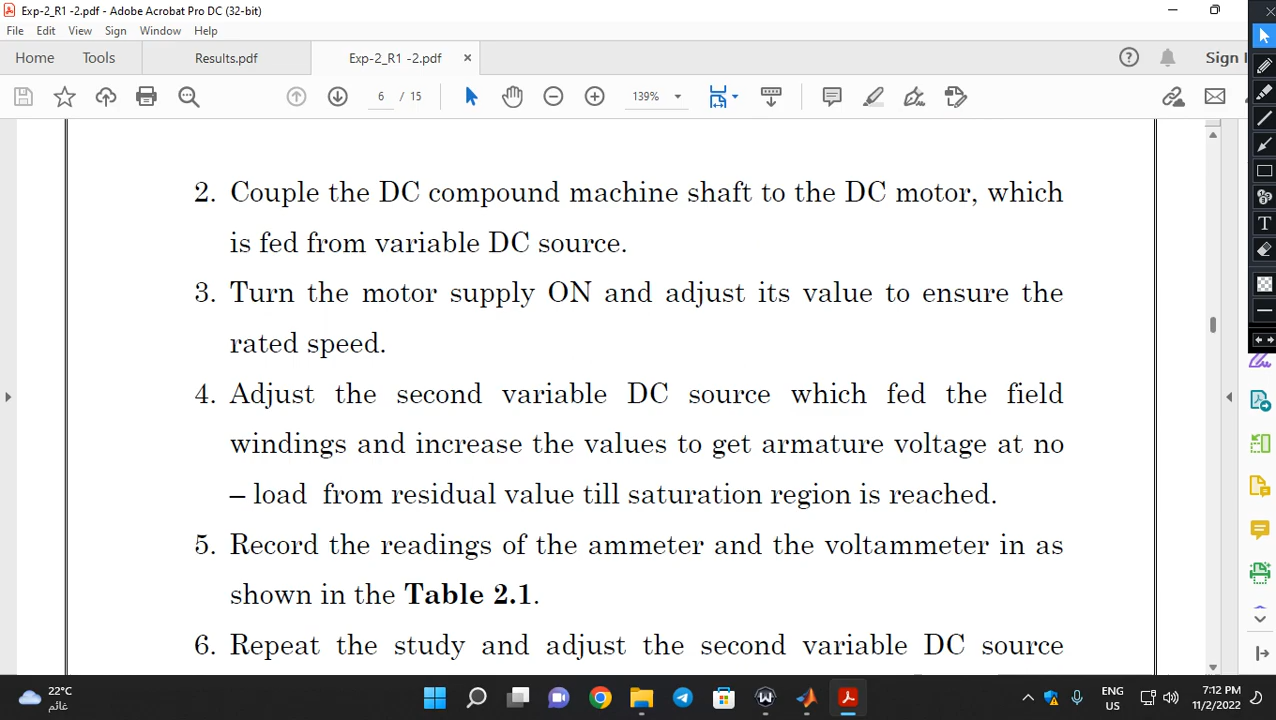 Exp-2_R1 -2.pdf - Adobe Acrobat Pro DC (32-bit)
File Edit View Sign Window Help
Home Tools Results.pdf Exp-2_R1 -2.pdf × Sign I
6 / 15 139%
2. Couple the DC compound machine shaft to the DC motor, which
is fed from variable DC source.
3. Turn the motor supply ON and adjust its value to ensure the
rated speed.
4. Adjust the second variable DC source which fed the field
windings and increase the values to get armature voltage at no
– load from residual value till saturation region is reached.
5. Record the readings of the ammeter and the voltammeter in as
shown in the Table 2.1.
6. Repeat the study and adjust the second variable DC source
22°C
غائم
ENG
US
7:12 PM
11/2/2022